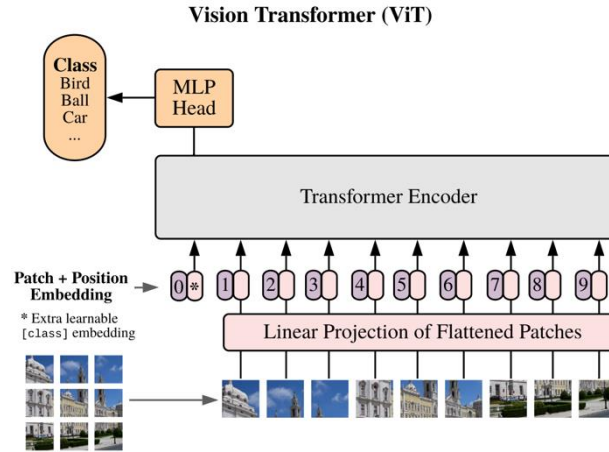 Vision Transformer (ViT)
Class
Bird
Ball
Car
...
MLP
Head
Transformer Encoder
Patch + Position
Embedding
0 * 1 2 3 4 5 6 7 8 9
* Extra learnable
[class] embedding
Linear Projection of Flattened Patches